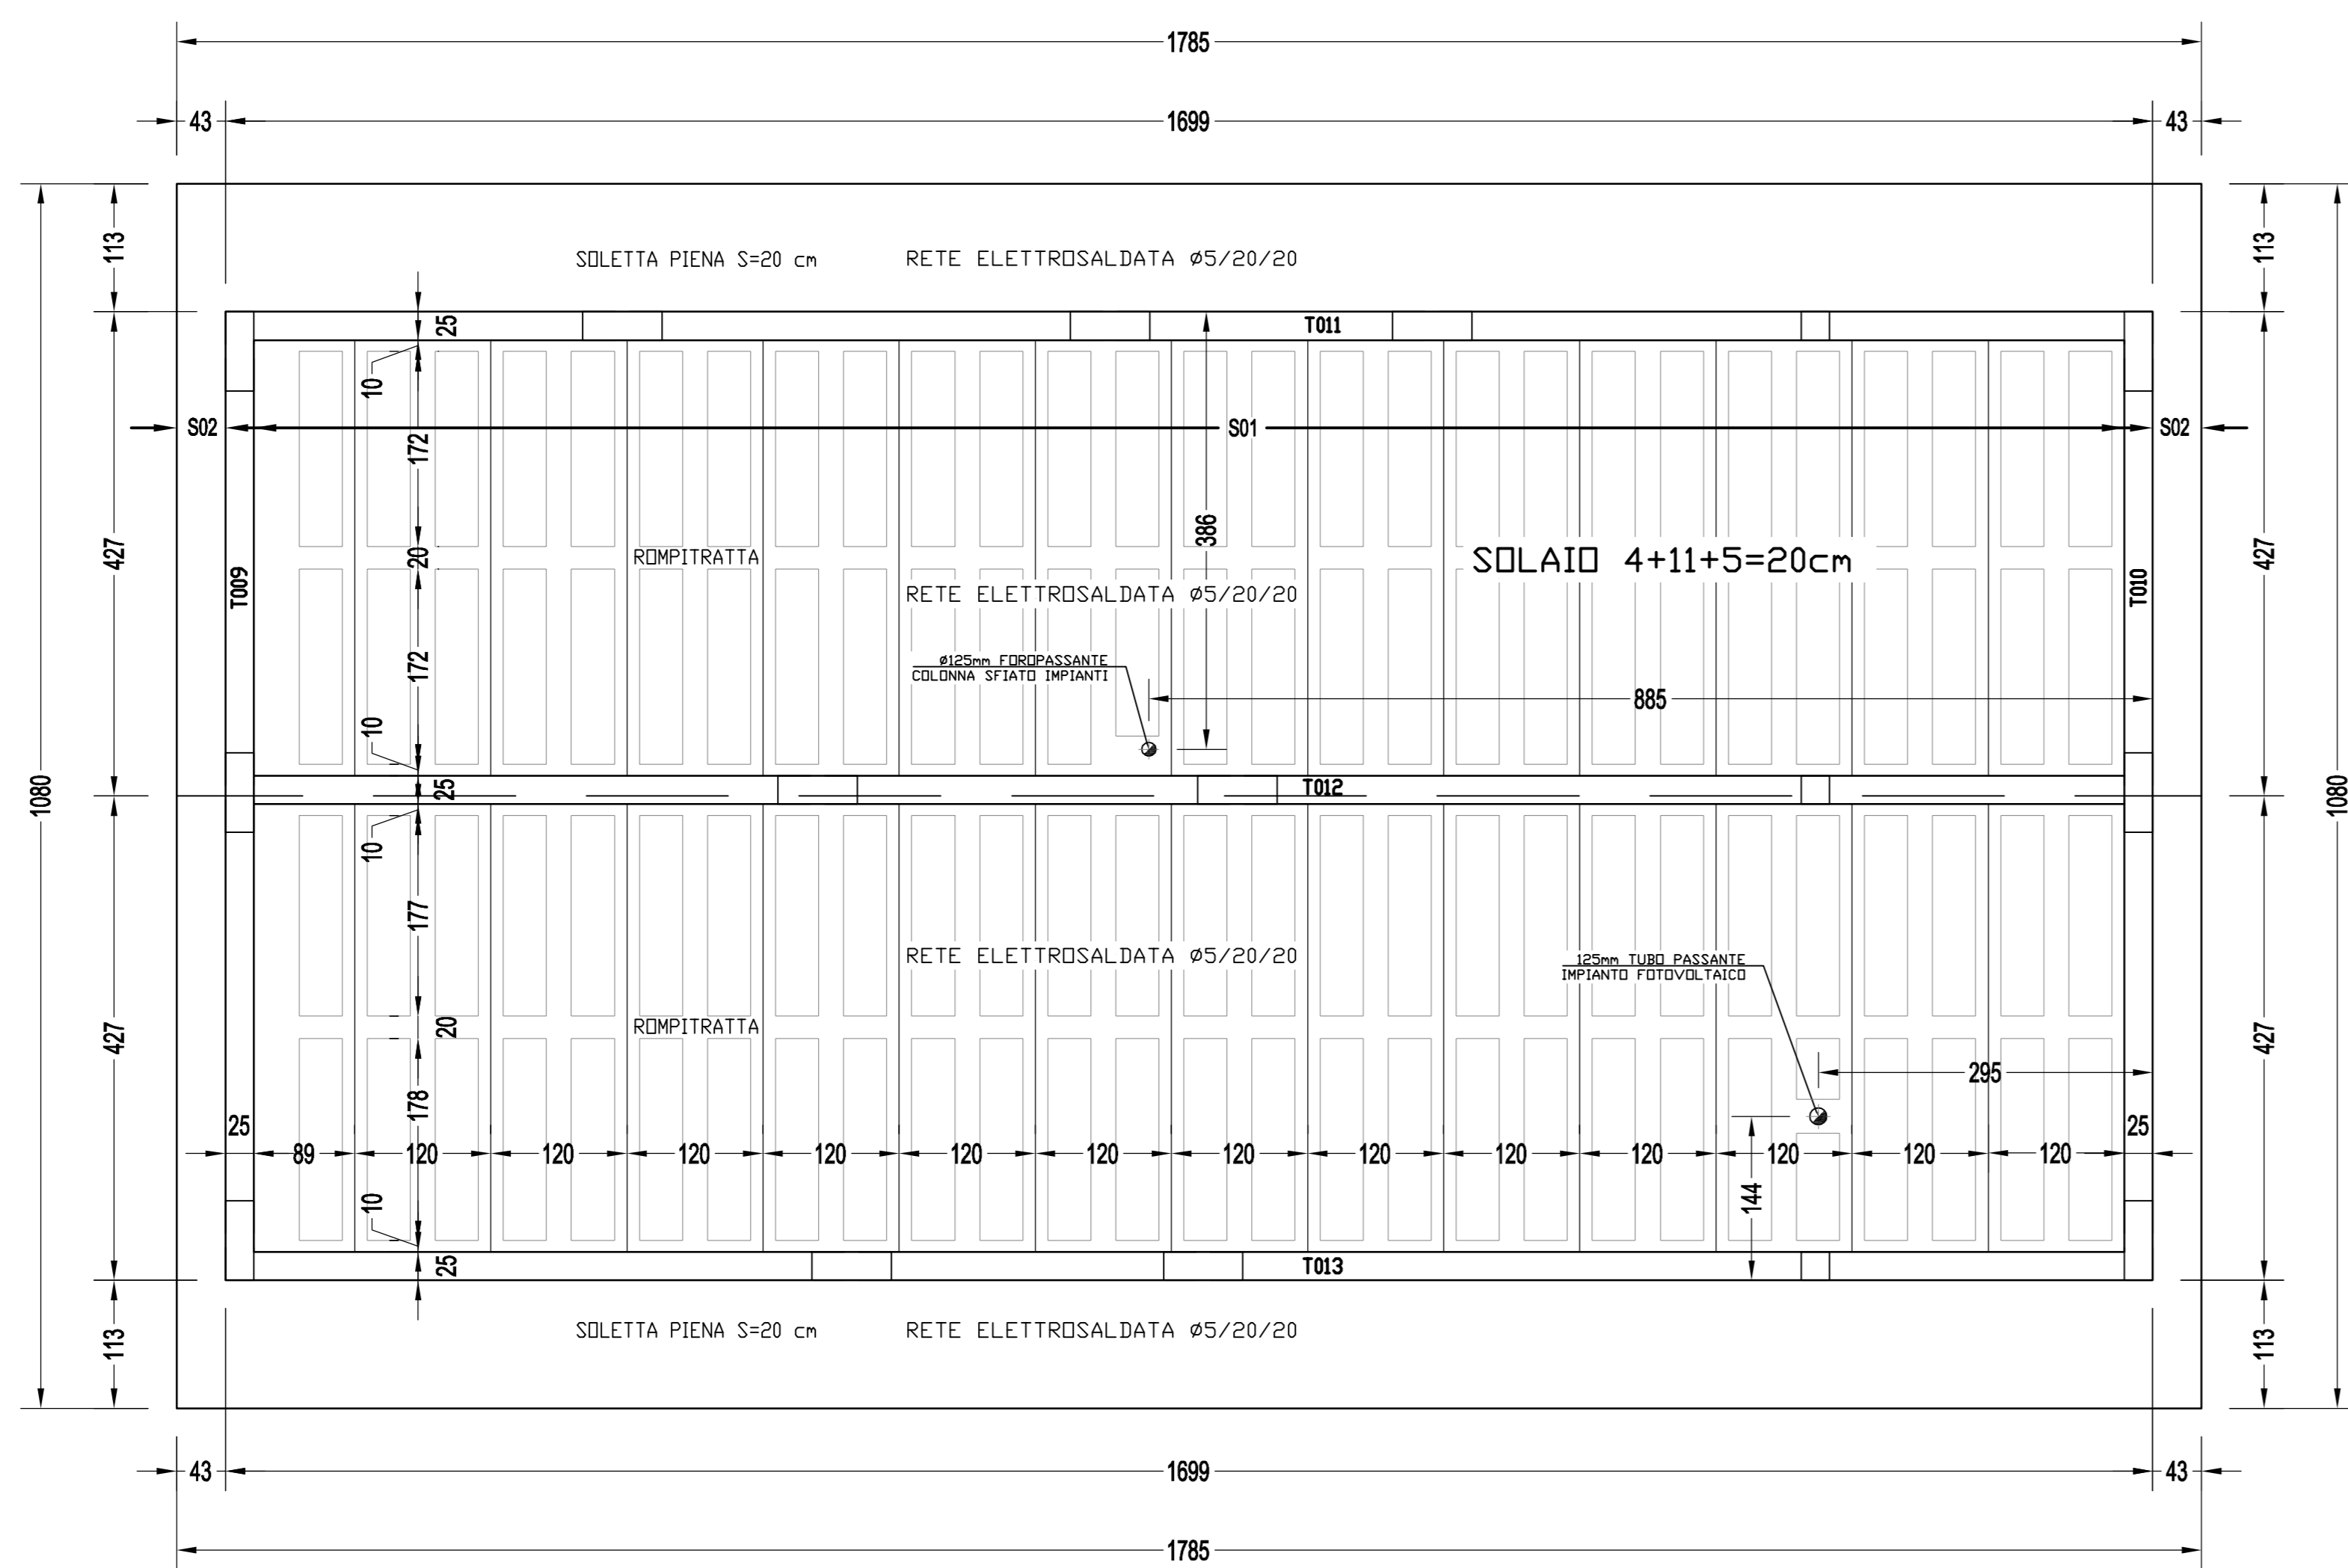 1785
43 1699 43
113 113
SOLETTA PIENA S=20 cm RETE ELETTROSALDATA Ø5/20/20
25 T011
10
S02 S01 S02
172
427 386 427
20 ROMPITRATTA SOLAIO 4+11+5=20cm
T009 RETE ELETTROSALDATA Ø5/20/20 T010
172
Ø125mm FOROPASSANTE
COLONNA SFIATO IMPIANTI
885
10
1080 25 T012 1080
10
177
RETE ELETTROSALDATA Ø5/20/20
125mm TUBO PASSANTE
IMPIANTO FOTOVOLTAICO
427 20 ROMPITRATTA 427
295
178
25 25
89 120 120 120 120 120 120 120 120 120 120 120 120 120
10 144
25 T013
SOLETTA PIENA S=20 cm RETE ELETTROSALDATA Ø5/20/20
113 113
43 1699 43
1785